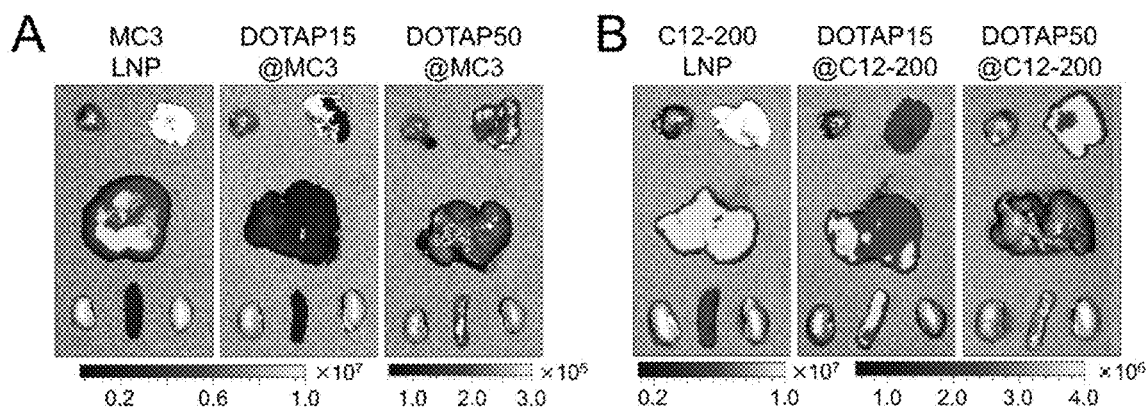 A
MC3 LNP
DOTAP15 @MC3
DOTAP50 @MC3
0.2 0.6 1.0 ×10⁷
1.0 2.0 3.0 ×10⁵
B
C12-200 LNP
DOTAP15 @C12-200
DOTAP50 @C12-200
0.2 1.0 ×10⁷
1.0 2.0 3.0 4.0 ×10⁶